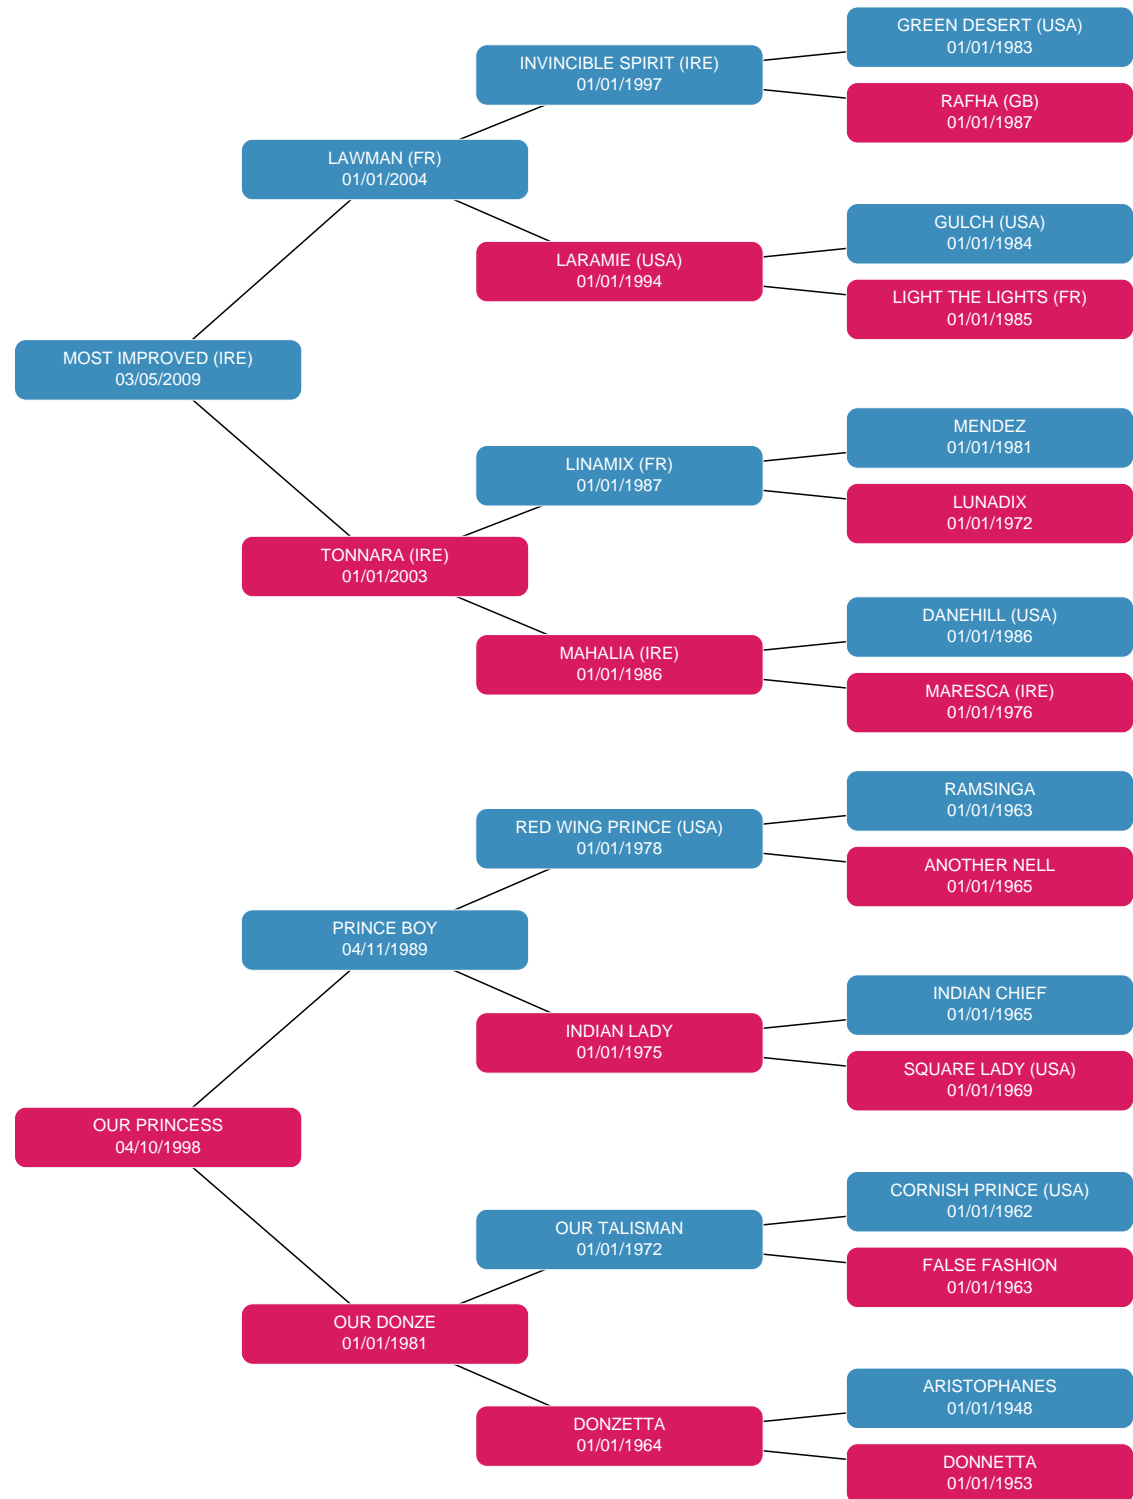 GREEN DESERT (USA)
01/01/1983
INVINCIBLE SPIRIT (IRE)
01/01/1997
RAFHA (GB)
01/01/1987
LAWMAN (FR)
01/01/2004
GULCH (USA)
01/01/1984
LARAMIE (USA)
01/01/1994
LIGHT THE LIGHTS (FR)
01/01/1985
MOST IMPROVED (IRE)
03/05/2009
MENDEZ
01/01/1981
LINAMIX (FR)
01/01/1987
LUNADIX
01/01/1972
TONNARA (IRE)
01/01/2003
DANEHILL (USA)
01/01/1986
MAHALIA (IRE)
01/01/1986
MARESCA (IRE)
01/01/1976
RAMSINGA
01/01/1963
RED WING PRINCE (USA)
01/01/1978
ANOTHER NELL
01/01/1965
PRINCE BOY
04/11/1989
INDIAN CHIEF
01/01/1965
INDIAN LADY
01/01/1975
SQUARE LADY (USA)
01/01/1969
OUR PRINCESS
04/10/1998
CORNISH PRINCE (USA)
01/01/1962
OUR TALISMAN
01/01/1972
FALSE FASHION
01/01/1963
OUR DONZE
01/01/1981
ARISTOPHANES
01/01/1948
DONZETTA
01/01/1964
DONNETTA
01/01/1953